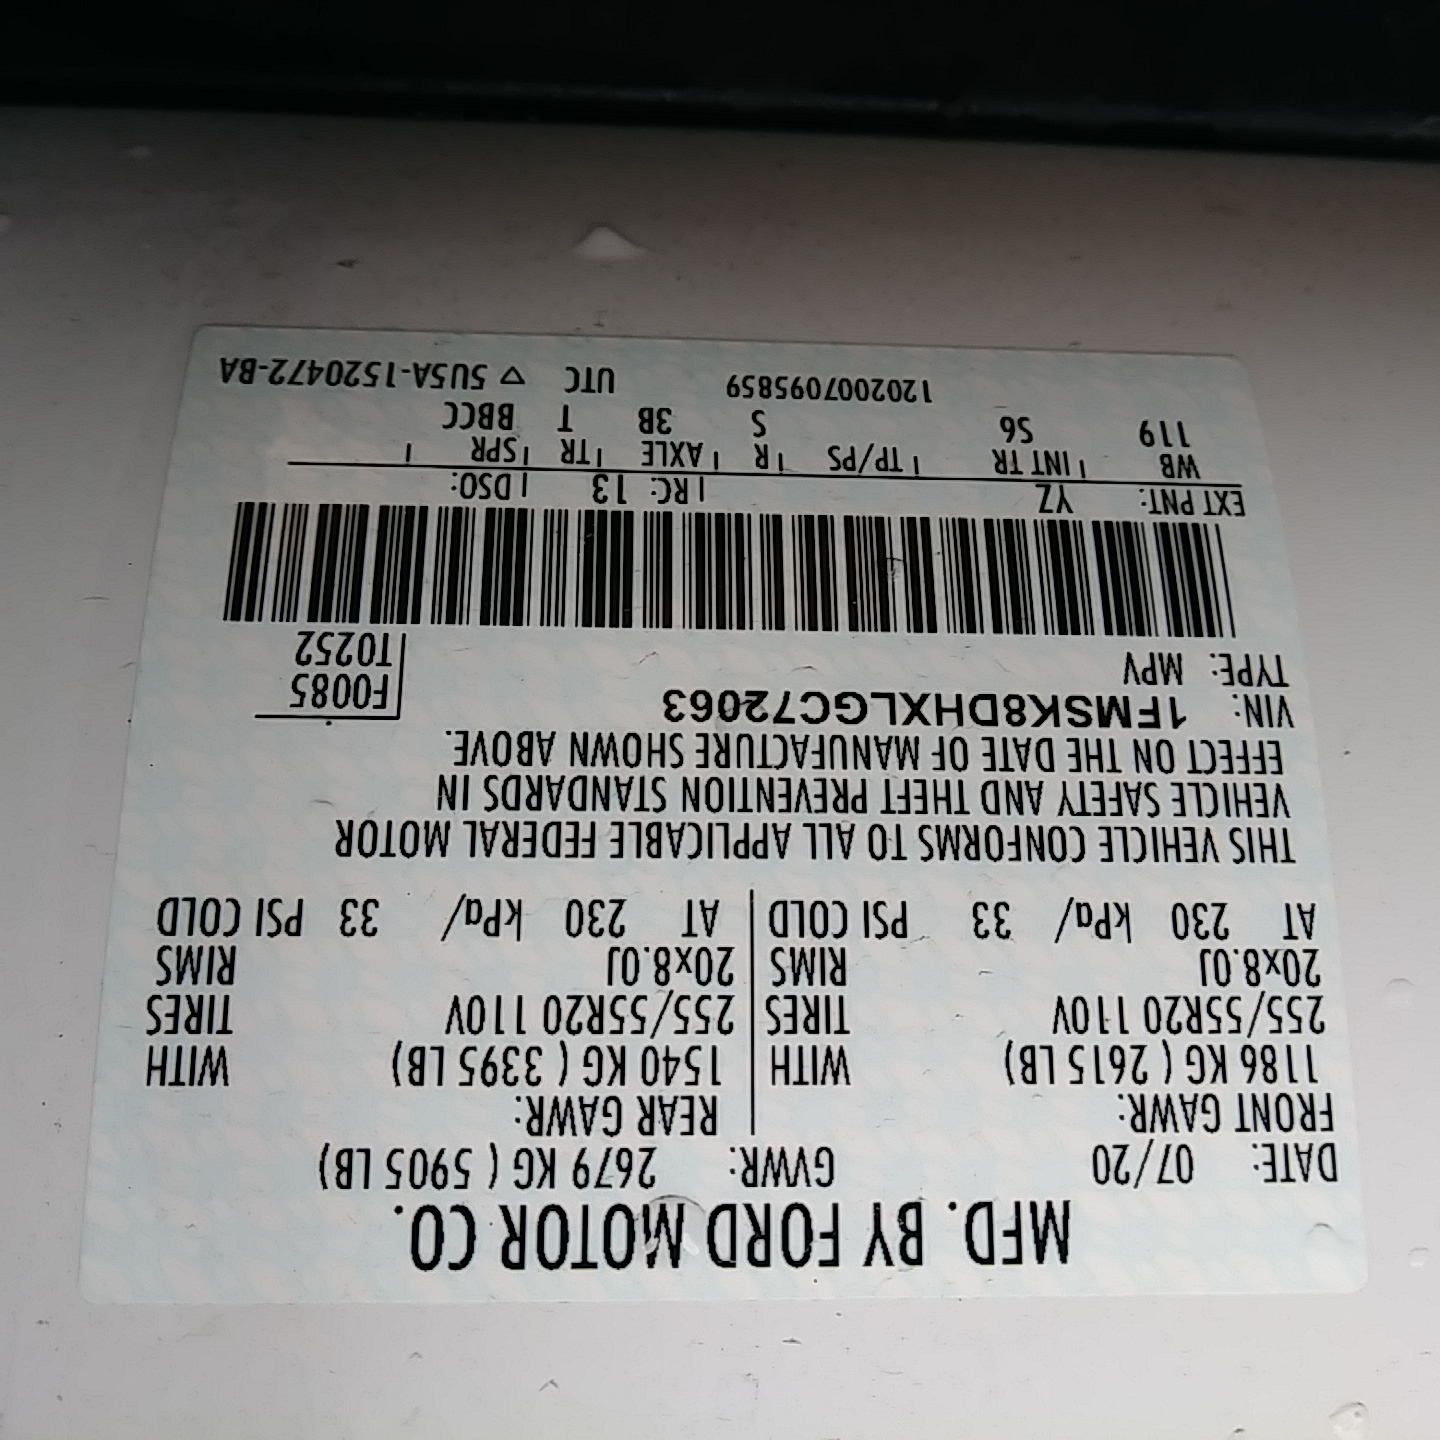 MFD. BY FORD MOTOR CO.
DATE: 07/20 GVWR: 2679 KG ( 5905 LB)
FRONT GAWR: REAR GAWR:
1186 KG ( 2615 LB) WITH 1540 KG ( 3395 LB) WITH
255/55R20 110V TIRES 255/55R20 110V TIRES
20x8.0J RIMS 20x8.0J RIMS
AT 230 kPa/ 33 PSI COLD AT 230 kPa/ 33 PSI COLD
THIS VEHICLE CONFORMS TO ALL APPLICABLE FEDERAL MOTOR
VEHICLE SAFETY AND THEFT PREVENTION STANDARDS IN
EFFECT ON THE DATE OF MANUFACTURE SHOWN ABOVE.
VIN: 1FMSK8DHXLGC72063 F0085
TYPE: MPV T0252
EXT PNT: YZ RC: 13 DSO:
WB INT TR TP/PS R AXLE TR SPR
119 S6 S 3B T BBCC
120200709585​9 UTC ▽ 5U5A-1520472-BA